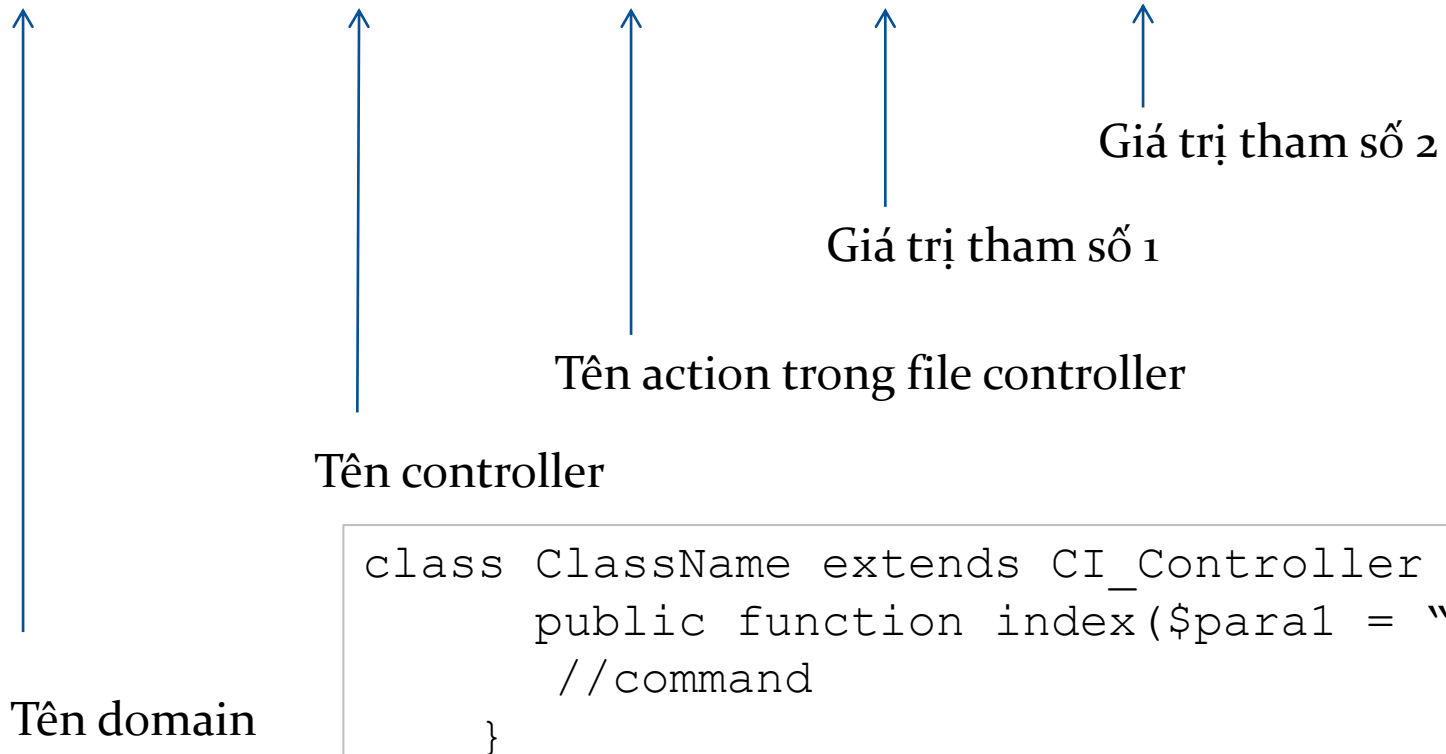 Giá trị tham số 2
Giá trị tham số 1
Tên action trong file controller
Tên controller
class ClassName extends CI_Controller
public function index($para1 = “
//command
}
Tên domain